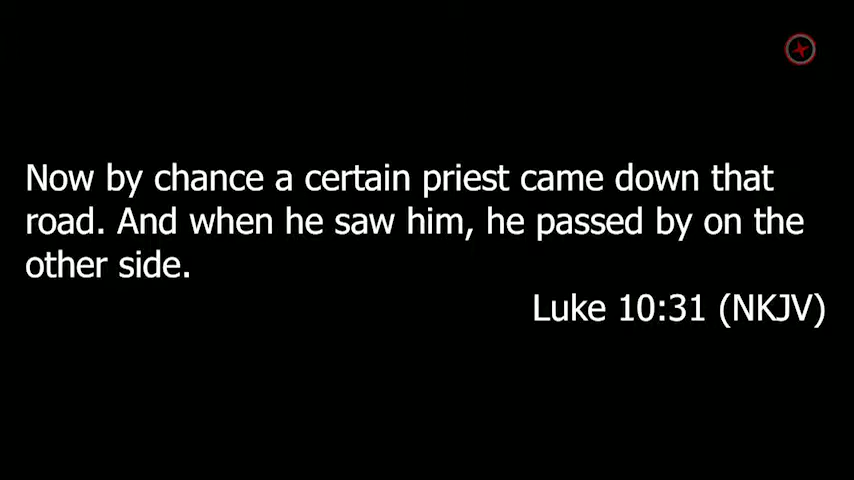 Now by chance a certain priest came down that
road. And when he saw him, he passed by on the
other side.
Luke 10:31 (NKJV)